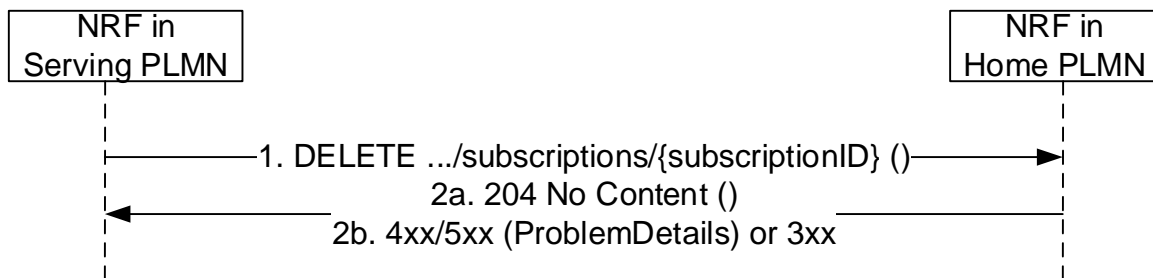 NRF in
Serving PLMN
NRF in
Home PLMN
1. DELETE .../subscriptions/{subscriptionID} ()
2a. 204 No Content ()
2b. 4xx/5xx (ProblemDetails) or 3xx